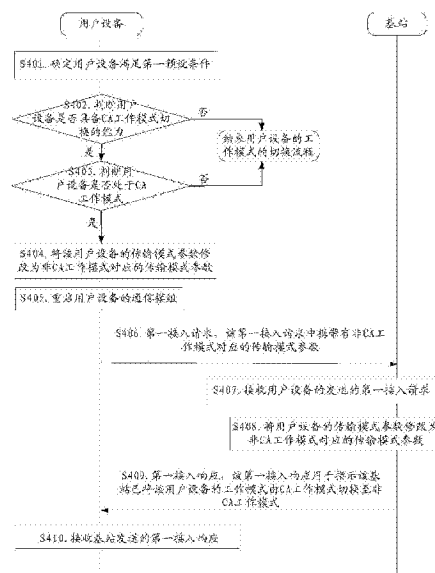 用户设备
基站
S401.确定用户设备满足第一预设条件
S402.判断用户
设备是否具备CA工作模式切
换的能力
否
结束用户设备的工
作模式的切换流程
是
S403.判断用
户设备是否处于CA
工作模式
否
是
S404.将该用户设备的传输模式参数修
改为非CA工作模式对应的传输模式参数
S405.重启用户设备的通信模组
S406.第一接入请求，该第一接入请求中携带有非CA工
作模式对应的传输模式参数
S407.接收用户设备的发送的第一接入请求
S408.将用户设备的传输模式参数修改为
非CA工作模式对应的传输模式参数
S409.第一接入响应，该第一接入响应用于指示该基
站已将该用户设备的工作模式由CA工作模式切换至非
CA工作模式
S410.接收基站发送的第一接入响应